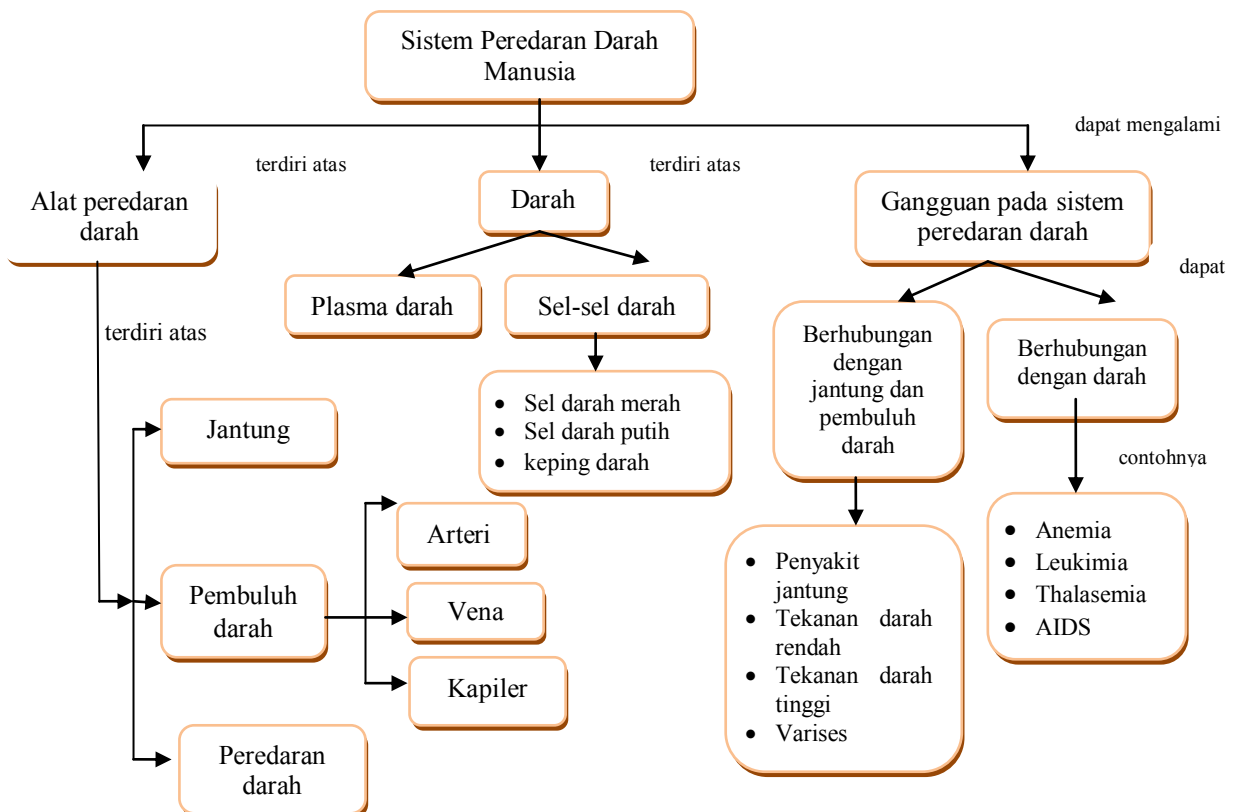 Sistem Peredaran Darah
Manusia
dapat mengalami
terdiri atas
terdiri atas
Alat peredaran
darah
Darah
Gangguan pada sistem
peredaran darah
dapat
Plasma darah
Sel-sel darah
terdiri atas
Berhubungan
dengan
jantung dan
pembuluh
darah
Berhubungan
dengan darah
• Sel darah merah
• Sel darah putih
• keping darah
Jantung
contohnya
Arteri
• Anemia
• Leukimia
• Thalasemia
• AIDS
• Penyakit
jantung
• Tekanan darah
rendah
• Tekanan darah
tinggi
• Varises
Pembuluh
darah
Vena
Kapiler
Peredaran
darah